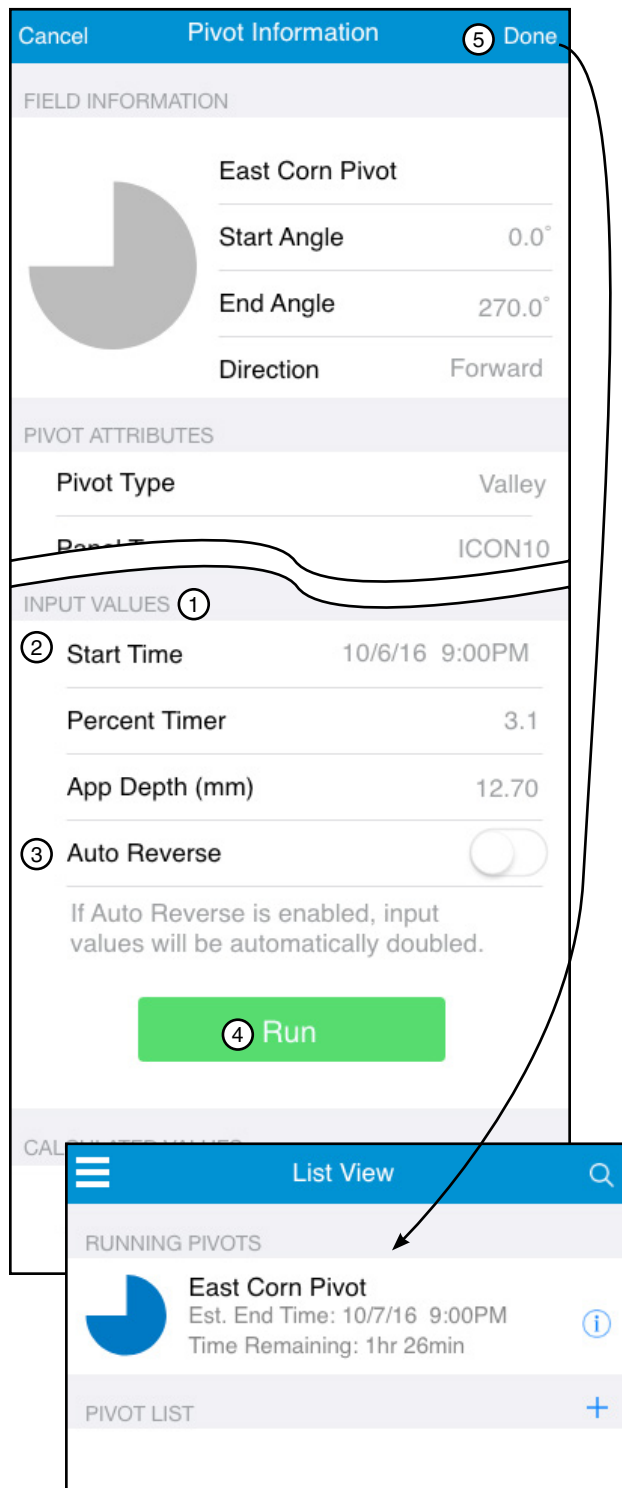 Cancel Pivot Information 5 Done
FIELD INFORMATION
East Corn Pivot
Start Angle 0.0°
End Angle 270.0°
Direction Forward
PIVOT ATTRIBUTES
Pivot Type Valley
Panel ICON10
INPUT VALUES 1
2 Start Time 10/6/16 9:00PM
Percent Timer 3.1
App Depth (mm) 12.70
3 Auto Reverse
If Auto Reverse is enabled, input
values will be automatically doubled.
4 Run
CALCULATED VALUES
List View
RUNNING PIVOTS
East Corn Pivot
Est. End Time: 10/7/16 9:00PM
Time Remaining: 1hr 26min
i
PIVOT LIST +